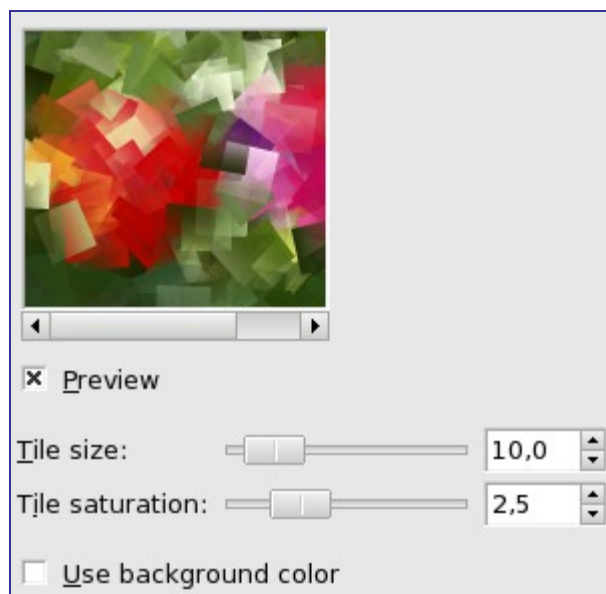 Preview
Tile size: 10,0
Tile saturation: 2,5
Use background color